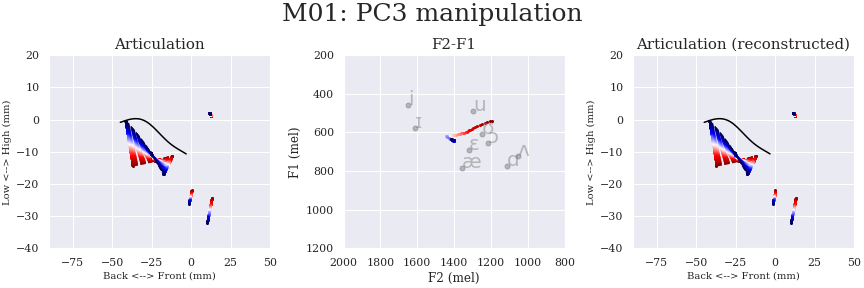 M01: PC3 manipulation
Articulation
F2-F1
Articulation (reconstructed)
20
10
0
−10
−20
−30
−40
Low <--> High (mm)
−75
−50
−25
0
25
50
Back <--> Front (mm)
200
400
600
800
1000
1200
F1 (mel)
i
u
ɪ
ʊ
ɔ
ɛ
æ
ɑ
ʌ
2000
1800
1600
1400
1200
1000
800
F2 (mel)
20
10
0
−10
−20
−30
−40
Low <--> High (mm)
−75
−50
−25
0
25
50
Back <--> Front (mm)